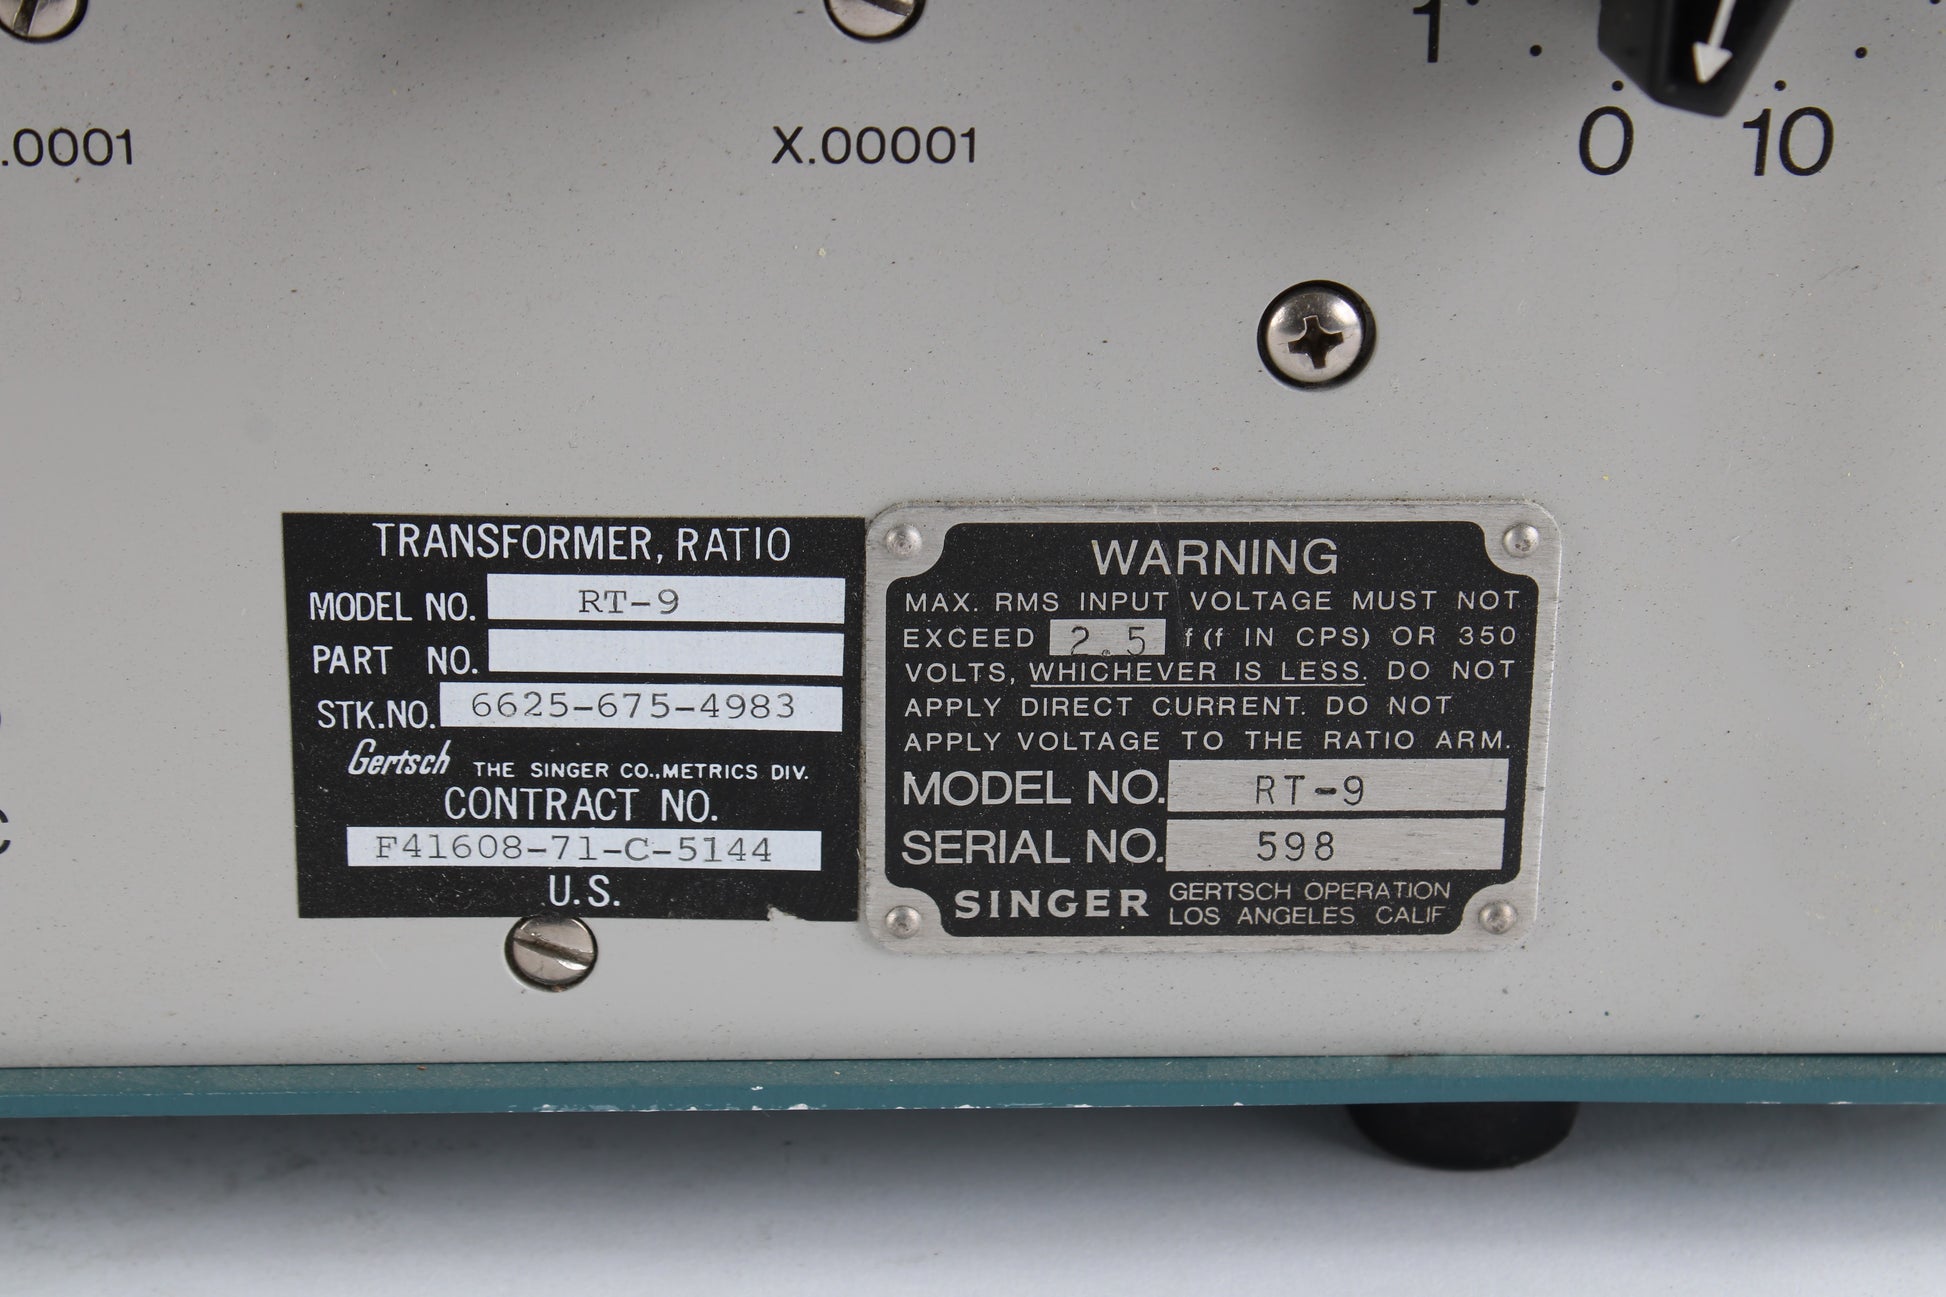 .0001
X.00001
1
0 10
TRANSFORMER, RATIO
MODEL NO. RT-9
PART NO.
STK.NO. 6625-675-4983
Gertsch THE SINGER CO., METRICS DIV.
CONTRACT NO.
F41608-71-C-5144
U.S.
WARNING
MAX. RMS INPUT VOLTAGE MUST NOT
EXCEED 2.5 f (f IN CPS) OR 350
VOLTS, WHICHEVER IS LESS. DO NOT
APPLY DIRECT CURRENT. DO NOT
APPLY VOLTAGE TO THE RATIO ARM.
MODEL NO. RT-9
SERIAL NO. 598
SINGER GERTSCH OPERATION
LOS ANGELES CALIF